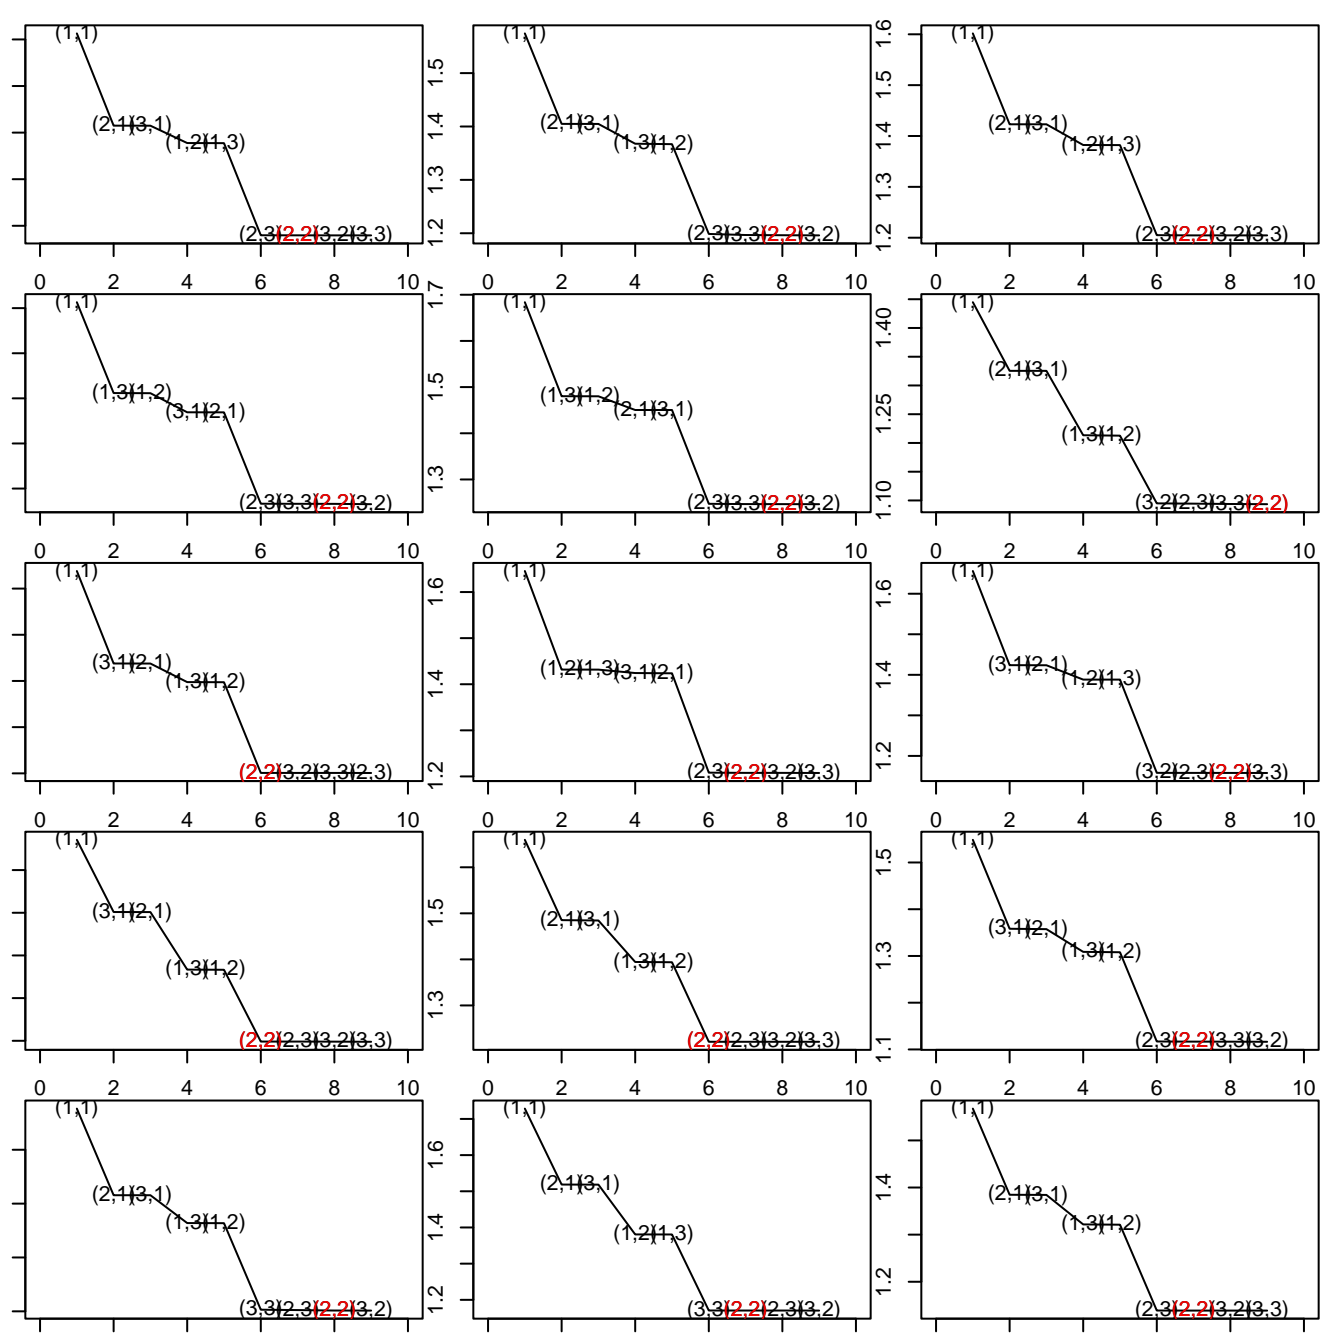 (1,1) (1,1) (1,1)
1.5 1.6
(2,1) (3,1) (2,1) (3,1) 1.5 (2,1) (3,1)
(1,2) (1,3) 1.4 (1,3) (1,2) 1.4 (1,2) (1,3)
1.3 1.3
(2,3) (2,2) (3,2) (3,3) 1.2 (2,3) (3,3) (2,2) (3,2) 1.2 (2,3) (2,2) (3,2) (3,3)
0 2 4 6 8 10 0 2 4 6 8 10 0 2 4 6 8 10
(1,1) 1.7 (1,1) (1,1)
1.40
(1,3) (1,2) 1.5 (1,3) (1,2) (2,1) (3,1)
(3,1) (2,1) (2,1) (3,1) 1.25 (1,3) (1,2)
1.3
(2,3) (3,3) (2,2) (3,2) (2,3) (3,3) (2,2) (3,2) 1.10 (3,2) (2,3) (3,3) (2,2)
0 2 4 6 8 10 0 2 4 6 8 10 0 2 4 6 8 10
(1,1) (1,1) (1,1)
1.6 1.6
(3,1) (2,1) (1,2) (1,3) (3,1) (2,1) (3,1) (2,1)
(1,3) (1,2) 1.4 1.4 (1,2) (1,3)
1.2
(2,2) (3,2) (3,3) (2,3) 1.2 (2,3) (2,2) (3,2) (3,3) (3,2) (2,3) (2,2) (3,3)
0 2 4 6 8 10 0 2 4 6 8 10 0 2 4 6 8 10
(1,1) (1,1) (1,1)
1.5
(3,1) (2,1) 1.5 (2,1) (3,1) (3,1) (2,1)
(1,3) (1,2) (1,3) (1,2) 1.3 (1,3) (1,2)
1.3
(2,2) (2,3) (3,2) (3,3) (2,2) (2,3) (3,2) (3,3) 1.1 (2,3) (2,2) (3,3) (3,2)
0 2 4 6 8 10 0 2 4 6 8 10 0 2 4 6 8 10
(1,1) (1,1) (1,1)
1.6
(2,1) (3,1) (2,1) (3,1) 1.4 (2,1) (3,1)
(1,3) (1,2) 1.4 (1,2) (1,3) (1,3) (1,2)
1.2
(3,3) (2,3) (2,2) (3,2) 1.2 (3,3) (2,2) (2,3) (3,2) (2,3) (2,2) (3,2) (3,3)